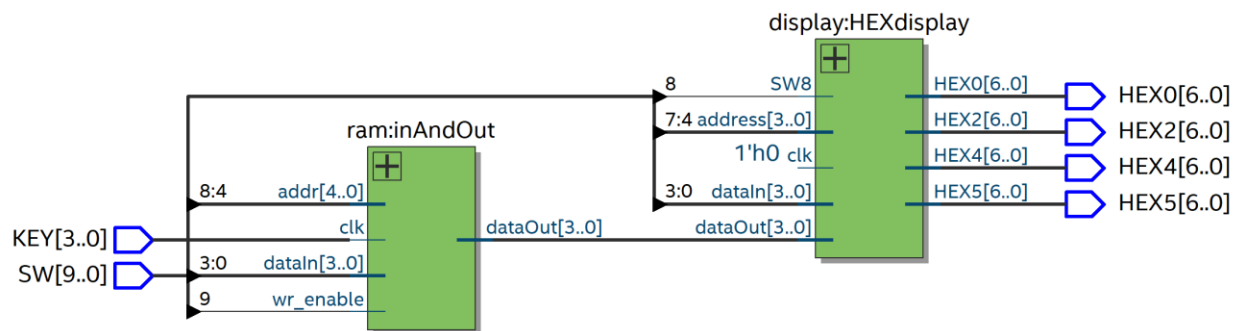 display:HEXdisplay
8 SW8 HEX0[6..0] HEX0[6..0]
7:4 address[3..0] HEX2[6..0] HEX2[6..0]
1'h0 clk HEX4[6..0] HEX4[6..0]
3:0 dataIn[3..0] HEX5[6..0] HEX5[6..0]
dataOut[3..0]
ram:inAndOut
8:4 addr[4..0]
KEY[3..0] clk dataOut[3..0]
SW[9..0] 3:0 dataIn[3..0]
9 wr_enable